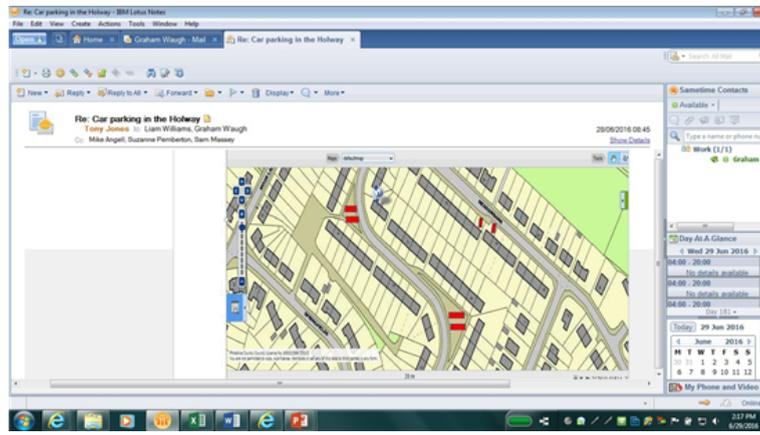 Re: Car parking in the Holway - IBM Lotus Notes
File Edit View Create Actions Tools Window Help
Open Home Graham Waugh - Mail Re: Car parking in the Holway
Search All Mail
New Reply Reply to All Forward Display More
Sametime Contacts
Available
Re: Car parking in the Holway
Tony Jones to: Liam Williams, Graham Waugh
28/06/2016 08:45
Cc: Mike Angell, Suzanne Pemberton, Sam Massey
Show Details
Type a name or phone nu
Work (1/1)
Graham
Maps
Tools
Day At A Glance
Wed 29 Jun 2016
04:00 - 20:00
No details available
04:00 - 20:00
No details available
04:00 - 20:00
Day 181
Today 29 Jun 2016
June 2016
M T W T F S S
30 31 1 2 3 4 5
6 7 8 9 10 11 12
20 m
My Phone and Video
Online
2:17 PM
6/29/2016